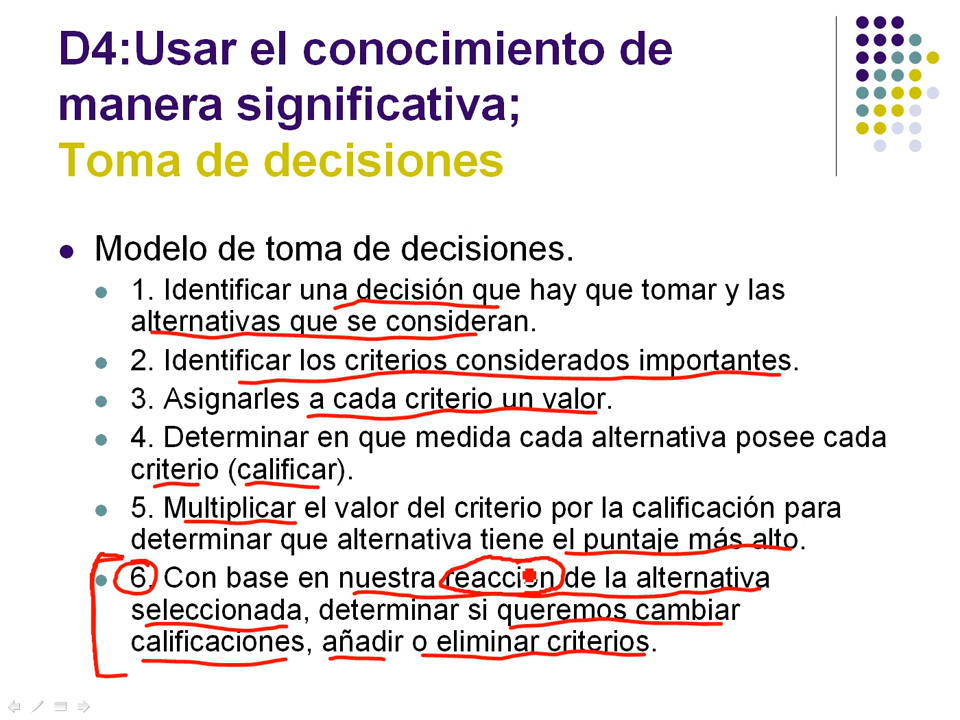 D4:Usar el conocimiento de
manera significativa;
Toma de decisiones
Modelo de toma de decisiones.
1. Identificar una decisión que hay que tomar y las
alternativas que se consideran.
2. Identificar los criterios considerados importantes.
3. Asignarles a cada criterio un valor.
4. Determinar en que medida cada alternativa posee cada
criterio (calificar).
5. Multiplicar el valor del criterio por la calificación para
determinar que alternativa tiene el puntaje más alto.
6. Con base en nuestra reacción de la alternativa
seleccionada, determinar si queremos cambiar
calificaciones, añadir o eliminar criterios.